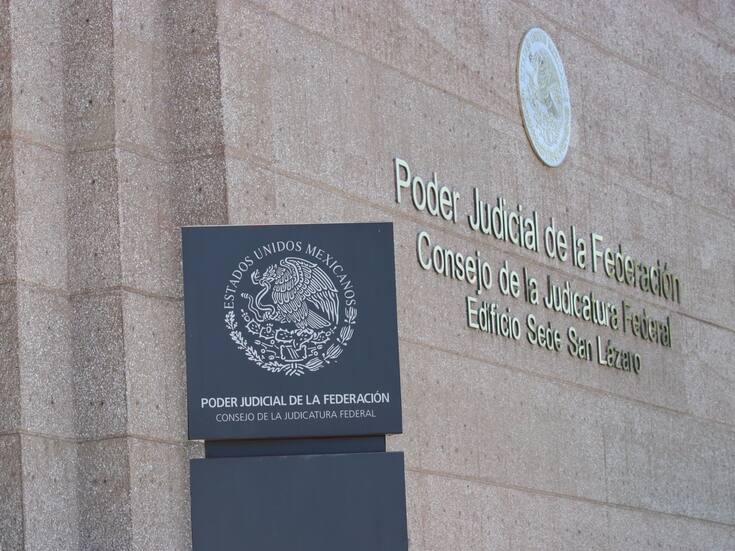 ESTADOS UNIDOS MEXICANOS
PODER JUDICIAL DE LA FEDERACIÓN
CONSEJO DE LA JUDICATURA FEDERAL
Poder Judicial de la Federación
Consejo de la Judicatura Federal
Edificio Sede San Lázaro